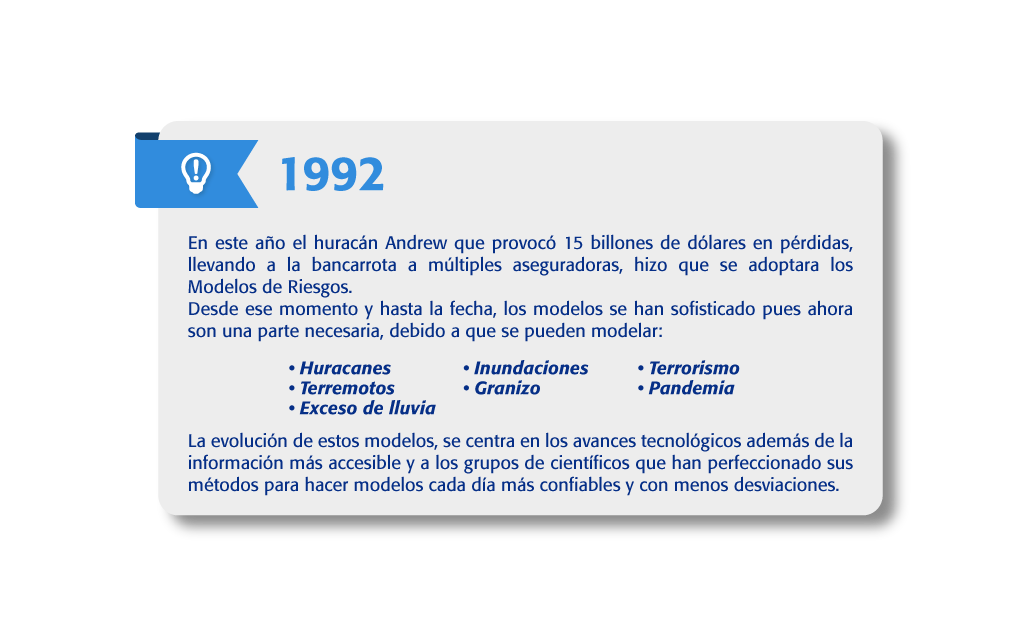 1992
En este año el huracán Andrew que provocó 15 billones de dólares en pérdidas,
llevando a la bancarrota a múltiples aseguradoras, hizo que se adoptara los
Modelos de Riesgos.
Desde ese momento y hasta la fecha, los modelos se han sofisticado pues ahora
son una parte necesaria, debido a que se pueden modelar:
• Huracanes • Inundaciones • Terrorismo
• Terremotos • Granizo • Pandemia
• Exceso de lluvia
La evolución de estos modelos, se centra en los avances tecnológicos además de la
información más accesible y a los grupos de científicos que han perfeccionado sus
métodos para hacer modelos cada día más confiables y con menos desviaciones.